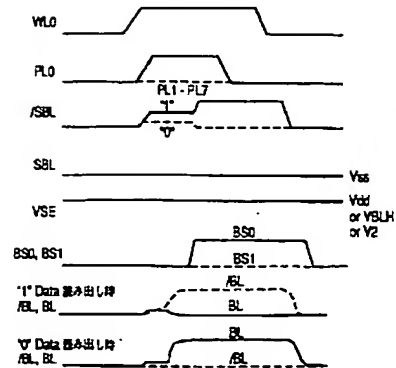 WL0
PL0
PL1 - PL7
/SBL
"1"
"0"
SBL
Vss
VSE
Vdd
or VBLH
or V2
BS0, BS1
BS0
BS1
"1" Data 読み出し時
/BL, BL
/BL
BL
"0" Data 読み出し時
/BL, BL
BL
/BL